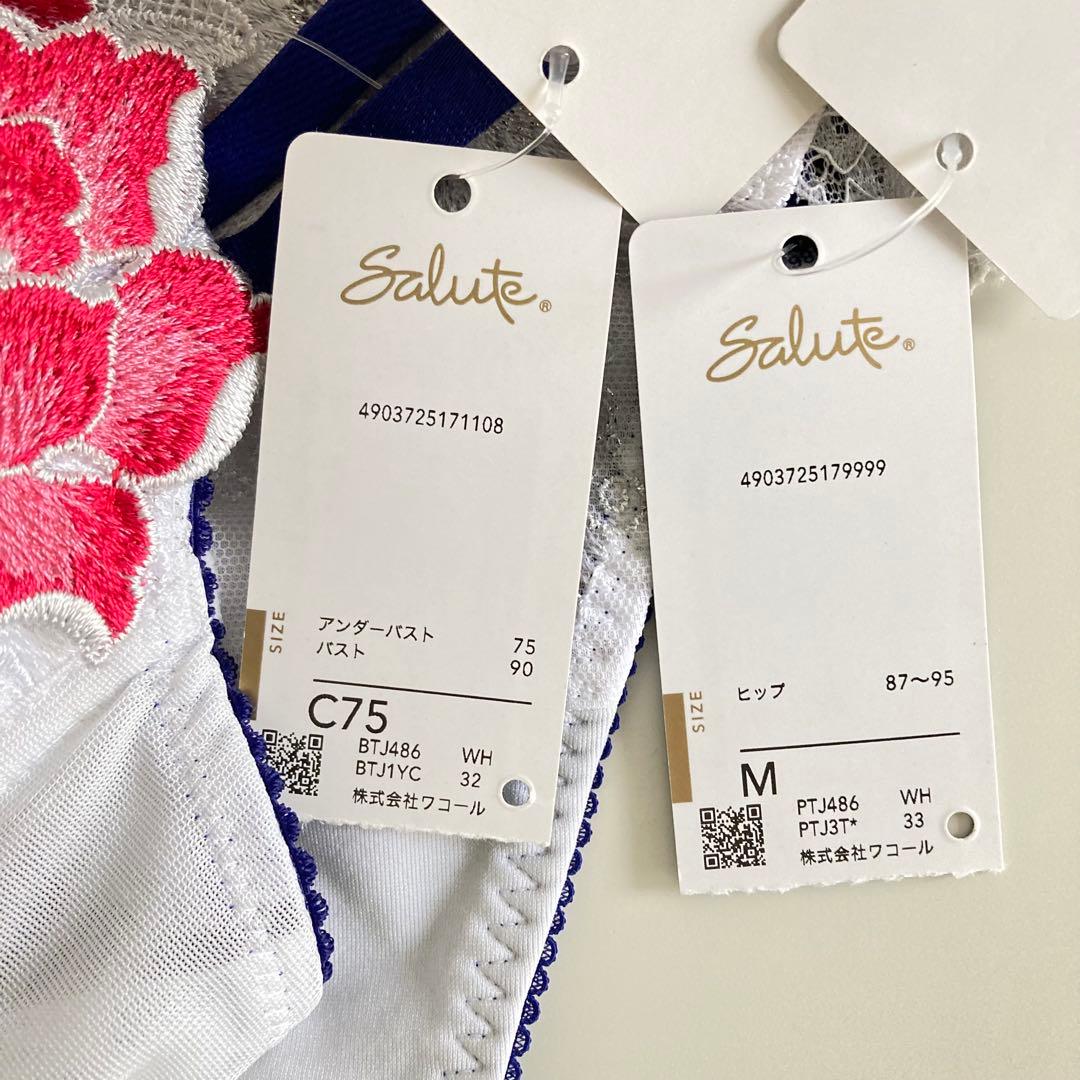 Salute®
4903725171108
SIZE
アンダーバスト 75
バスト 90
C75
BTJ486 WH
BTJ1YC 32
株式会社ワコール
Salute®
4903725179999
SIZE
ヒップ 87〜95
M
PTJ486 WH
PTJ3T* 33
株式会社ワコール